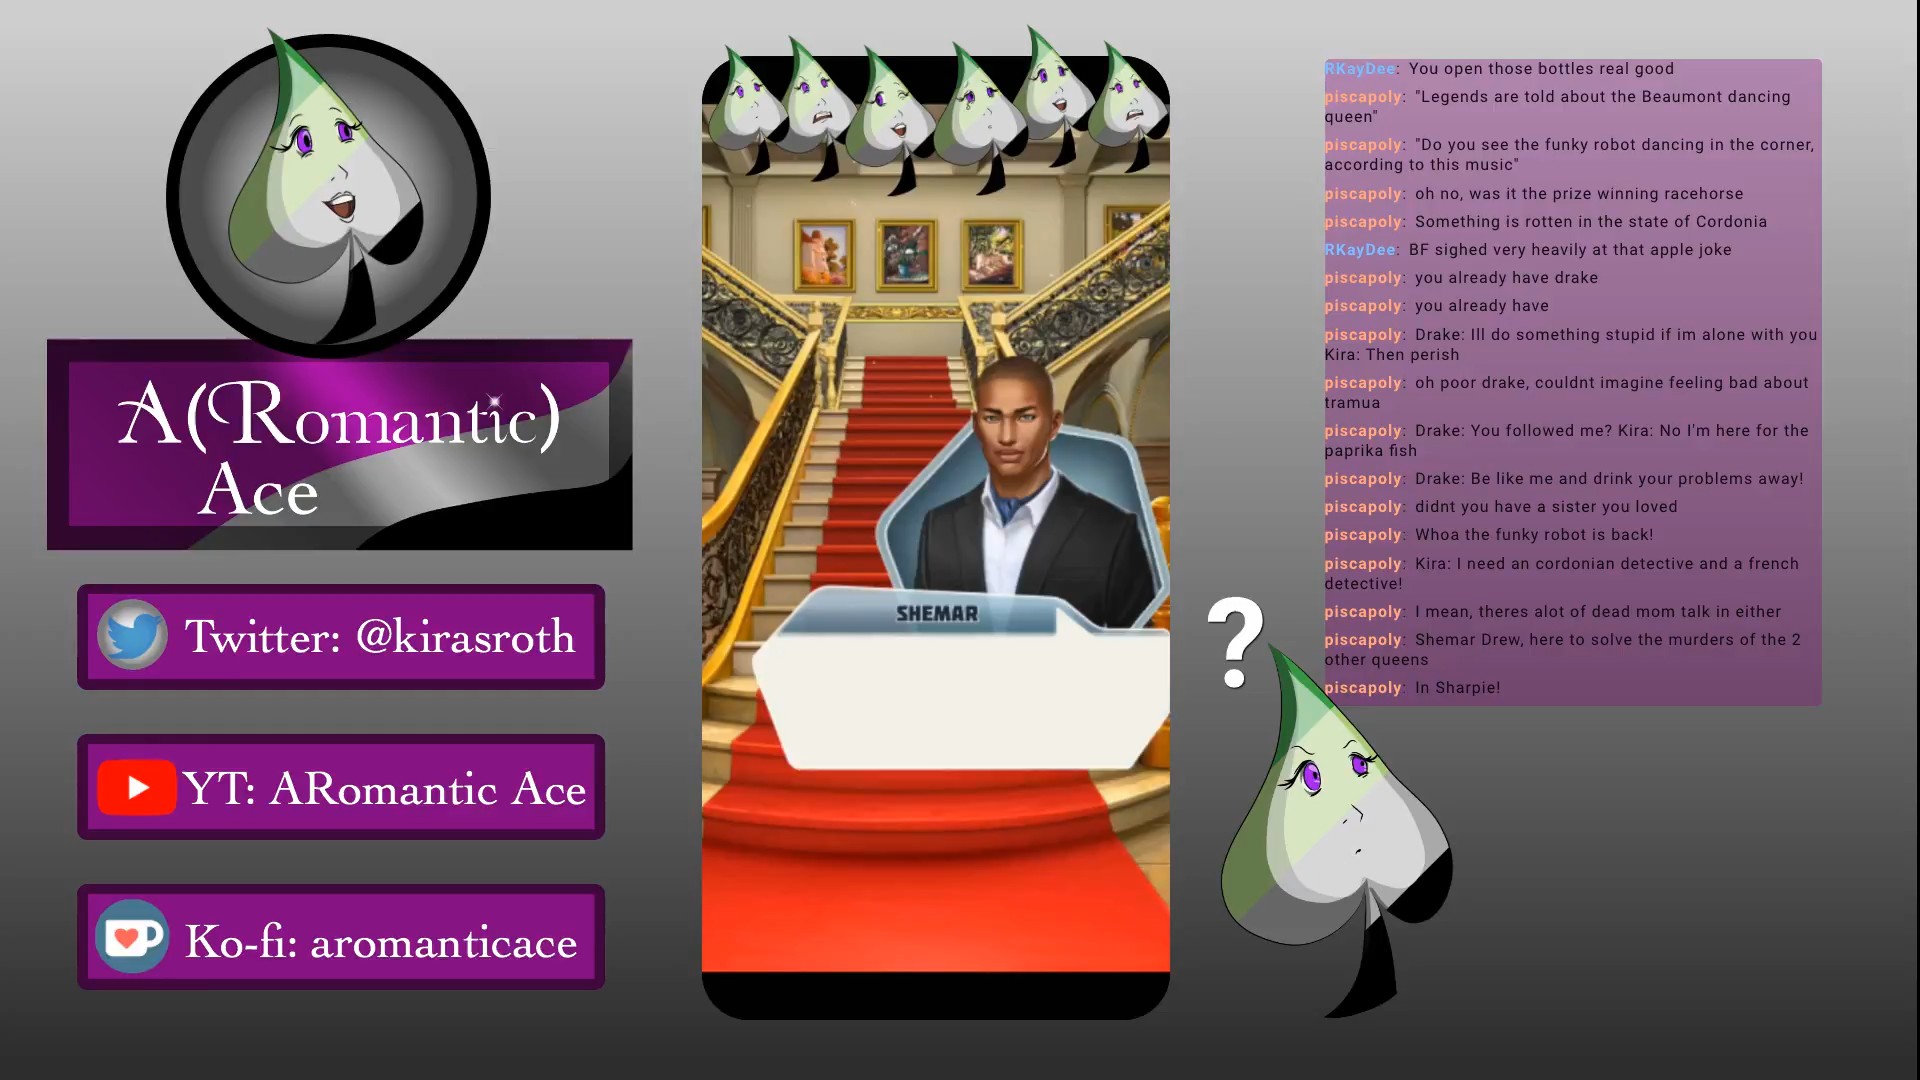 A(Romantic)
Ace
Twitter: @kirasroth
YT: ARomantic Ace
Ko-fi: aromanticace
SHEMAR
?
RKayDee: You open those bottles real good
piscapoly: "Legends are told about the Beaumont dancing
queen"
piscapoly: "Do you see the funky robot dancing in the corner,
according to this music"
piscapoly: oh no, was it the prize winning racehorse
piscapoly: Something is rotten in the state of Cordonia
RKayDee: BF sighed very heavily at that apple joke
piscapoly: you already have drake
piscapoly: you already have
piscapoly: Drake: Ill do something stupid if im alone with you
Kira: Then perish
piscapoly: oh poor drake, couldnt imagine feeling bad about
tramua
piscapoly: Drake: You followed me? Kira: No I'm here for the
paprika fish
piscapoly: Drake: Be like me and drink your problems away!
piscapoly: didnt you have a sister you loved
piscapoly: Whoa the funky robot is back!
piscapoly: Kira: I need an cordonian detective and a french
detective!
piscapoly: I mean, theres alot of dead mom talk in either
piscapoly: Shemar Drew, here to solve the murders of the 2
other queens
piscapoly: In Sharpie!